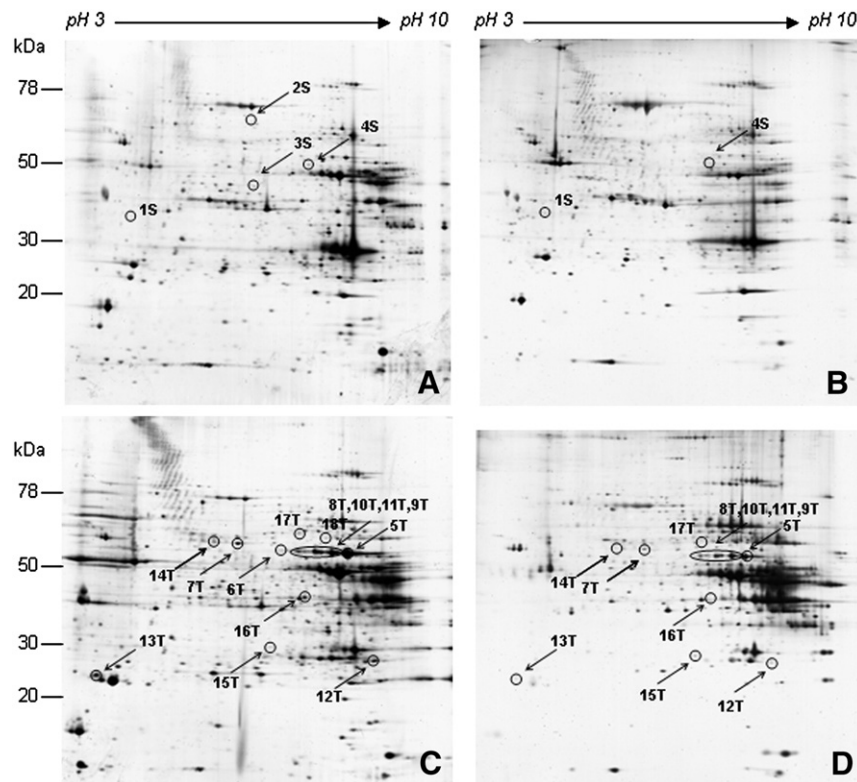 pH 3 pH 10 pH 3 pH 10
kDa
78
50
30
20
2S
3S
4S
1S
A
4S
1S
B
kDa
78
50
30
20
8T,10T,11T,9T
17T
18T
5T
14T
7T
6T
16T
13T
15T
12T
C
8T,10T,11T,9T
17T
5T
14T
7T
16T
13T
15T
12T
D